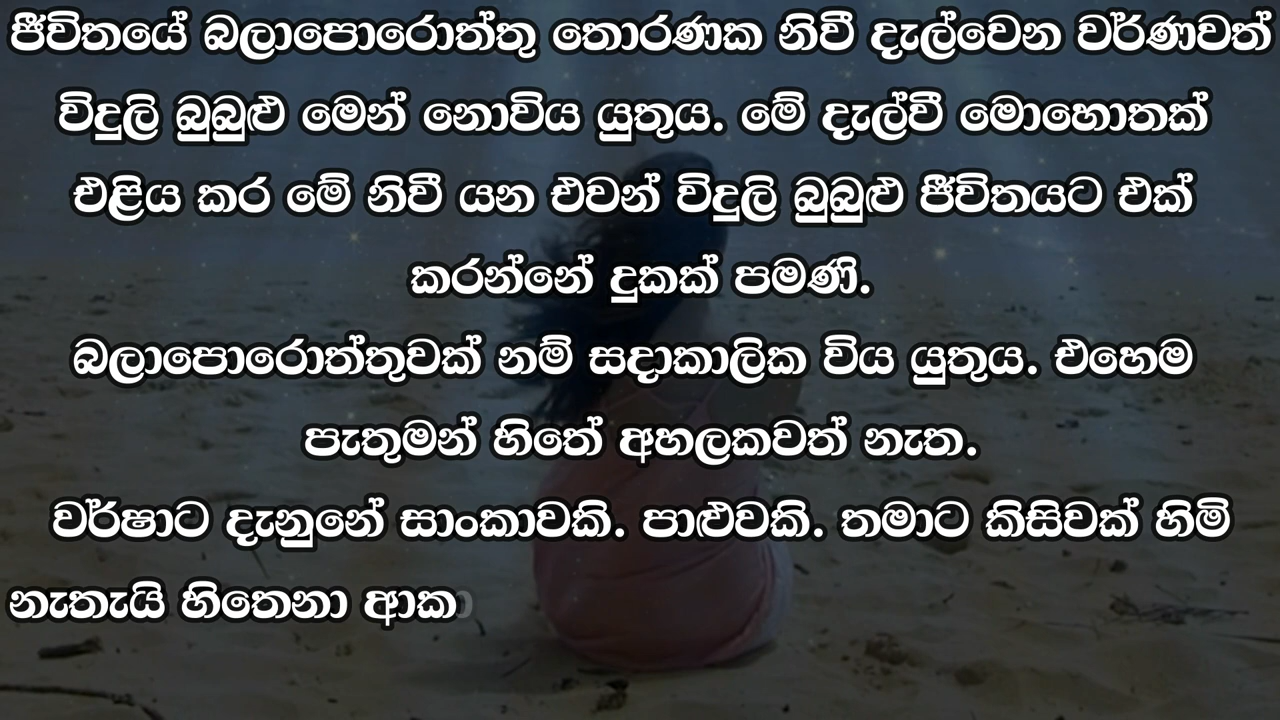 ජීවිතයේ බලාපොරොත්තු තොරණක නිවී දැල්වෙන වර්ණවත්
විදුලි බුබුළු මෙන් නොවිය යුතුය. මේ දැල්වී මොහොතක්
එළිය කර මේ නිවී යන එවන් විදුලි බුබුළු ජීවිතයට එක්
කරන්නේ දුකක් පමණි.
බලාපොරොත්තුවක් නම් සදාකාලික විය යුතුය. එහෙම
පැතුමන් හිතේ අහලකවත් නැත.
වර්ෂාට දැනුනේ සාංකාවකි. පාළුවකි. තමාට කිසිවක් හිමි
නැතැයි හිතෙනා ආකා